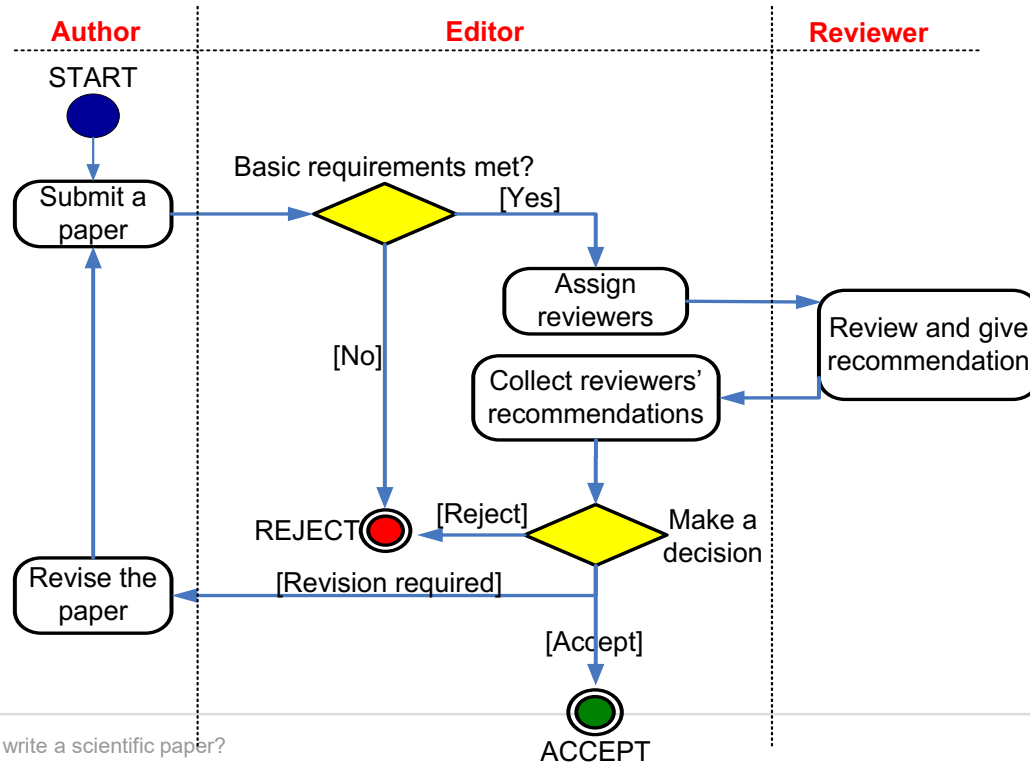 Author
Editor
Reviewer
START
Basic requirements met?
Submit a
paper
[Yes]
Assign
reviewers
Review and give
recommendation
[No]
Collect reviewers'
recommendations
REJECT
[Reject]
Make a
decision
Revise the
paper
[Revision required]
[Accept]
write a scientific paper?
ACCEPT